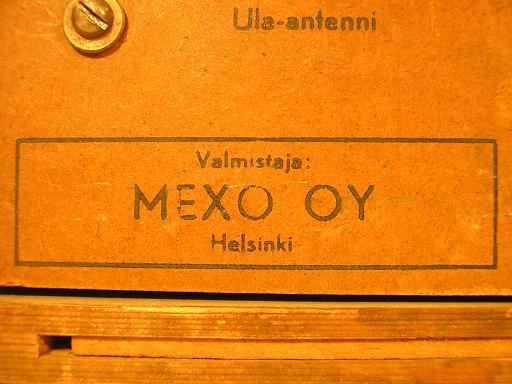 Ula-antenni
Valmistaja:
MEXO OY
Helsinki